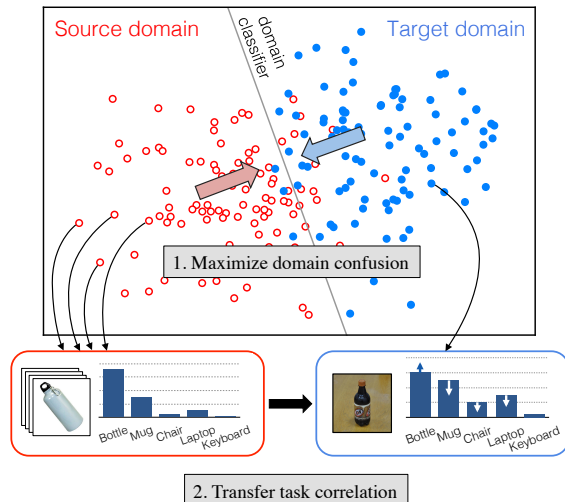 Source domain
domain
classifier
Target domain
1. Maximize domain confusion
Bottle
Mug
Chair
Laptop
Keyboard
Bottle
Mug
Chair
Laptop
Keyboard
2. Transfer task correlation